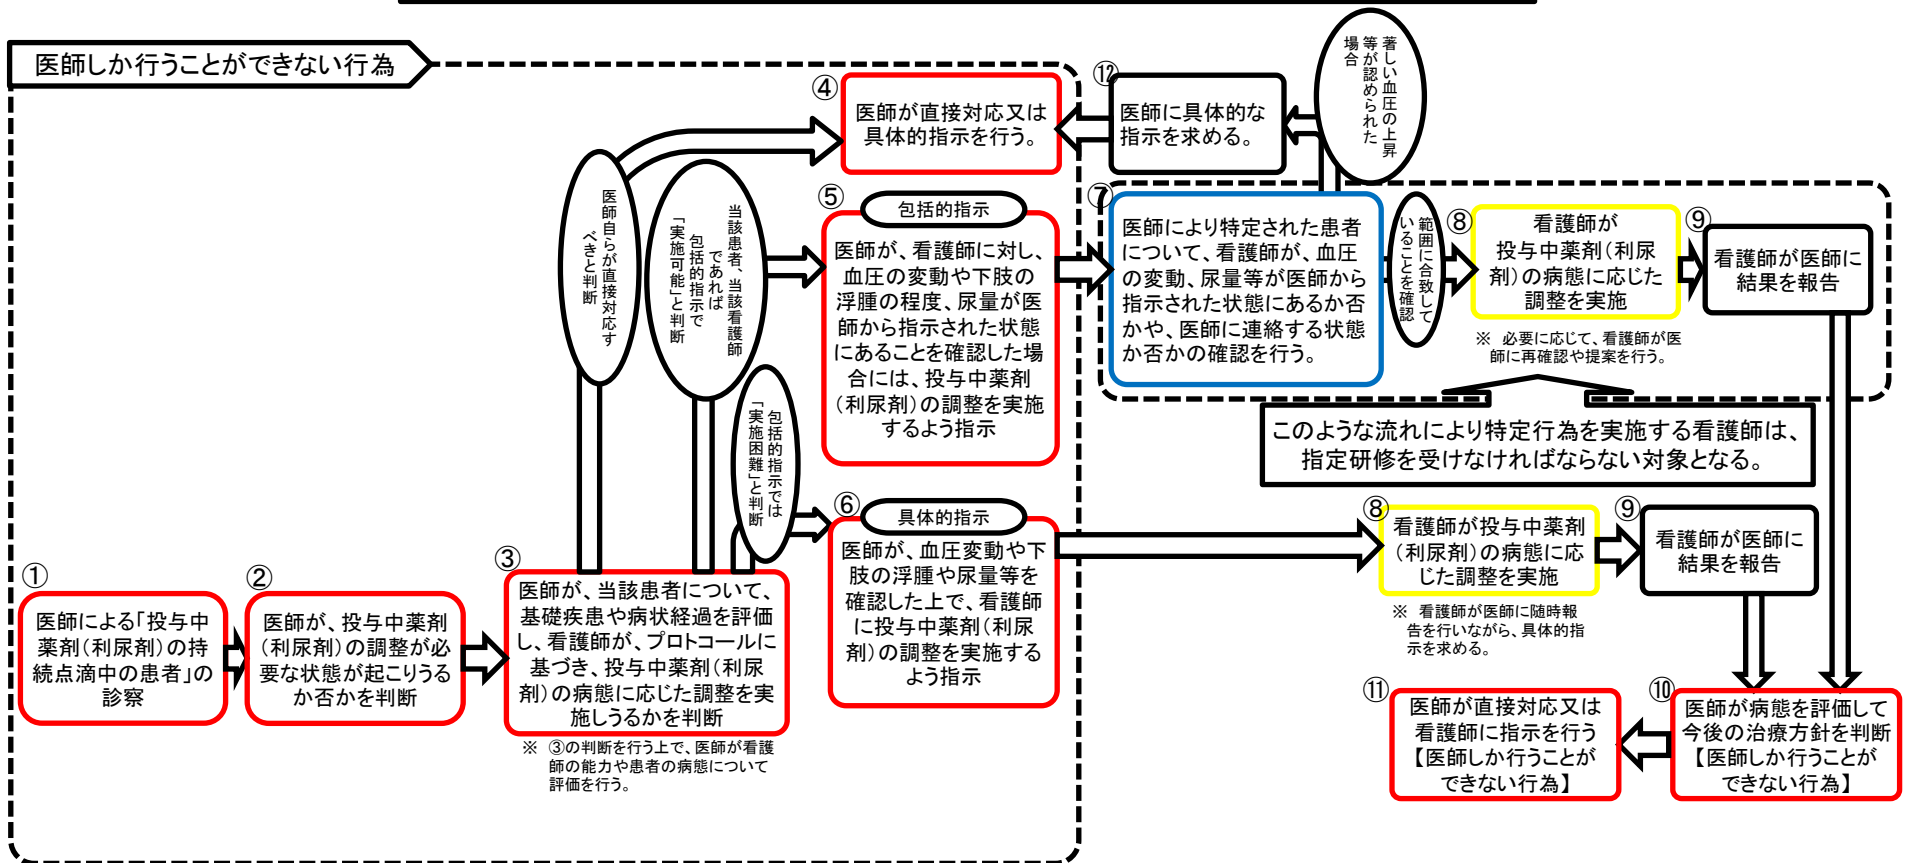 医師しか行うことができない行為
①
医師による「投与中
薬剤（利尿剤）の持
続点滴中の患者」の
診察
②
医師が、投与中薬剤
（利尿剤）の調整が必
要な状態が起こりうる
か否かを判断
③
医師が、当該患者について、
基礎疾患や病状経過を評価
し、看護師が、プロトコールに
基づき、投与中薬剤（利尿
剤）の病態に応じた調整を実
施しうるかを判断
※　③の判断を行う上で、医師が看護
師の能力や患者の病態について
評価を行う。
医師自らが直接対応す
べきと判断
当該患者、当該看護師
であれば
包括的指示で
「実施可能」と判断
包括的指示では
「実施困難」と判断
④
医師が直接対応又は
具体的指示を行う。
⑤
包括的指示
医師が、看護師に対し、
血圧の変動や下肢の
浮腫の程度、尿量が医
師から指示された状態
にあることを確認した場
合には、投与中薬剤
（利尿剤）の調整を実施
するよう指示
⑥
具体的指示
医師が、血圧変動や下
肢の浮腫や尿量等を
確認した上で、看護師
に投与中薬剤（利尿
剤）の調整を実施する
よう指示
⑫
医師に具体的な
指示を求める。
著しい血圧の上昇
等が認められた
場合
⑦
医師により特定された患者
について、看護師が、血圧
の変動、尿量等が医師から
指示された状態にあるか否
かや、医師に連絡する状態
か否かの確認を行う。
範囲に合致して
いることを確認
⑧
看護師が
投与中薬剤（利尿
剤）の病態に応じた
調整を実施
※　必要に応じて、看護師が医
師に再確認や提案を行う。
⑨
看護師が医師に
結果を報告
このような流れにより特定行為を実施する看護師は、
指定研修を受けなければならない対象となる。
⑧
看護師が投与中薬剤
（利尿剤）の病態に応
じた調整を実施
※　看護師が医師に随時報
告を行いながら、具体的指
示を求める。
⑨
看護師が医師に
結果を報告
⑩
医師が病態を評価して
今後の治療方針を判断
【医師しか行うことが
できない行為】
⑪
医師が直接対応又は
看護師に指示を行う
【医師しか行うことが
できない行為】